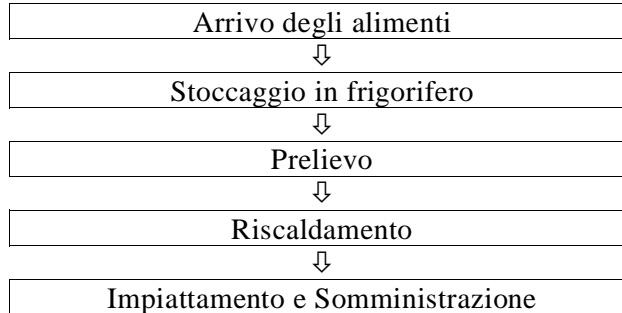 Arrivo degli alimenti
⇩
Stoccaggio in frigorifero
⇩
Prelievo
⇩
Riscaldamento
⇩
Impiattamento e Somministrazione